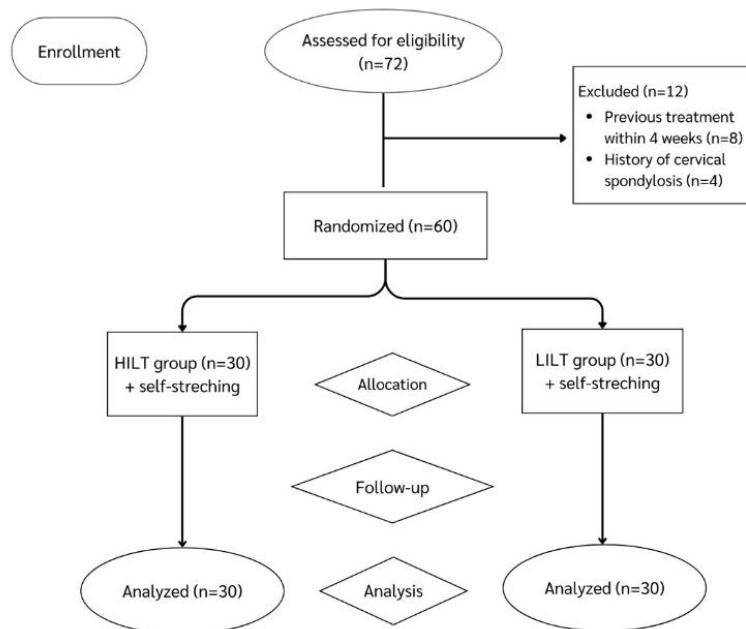 Enrollment
Assessed for eligibility
(n=72)
Excluded (n=12)
• Previous treatment
within 4 weeks (n=8)
• History of cervical
spondylosis (n=4)
Randomized (n=60)
HILT group (n=30)
+ self-streching
Allocation
LILT group (n=30)
+ self-streching
Follow-up
Analyzed (n=30)
Analysis
Analyzed (n=30)